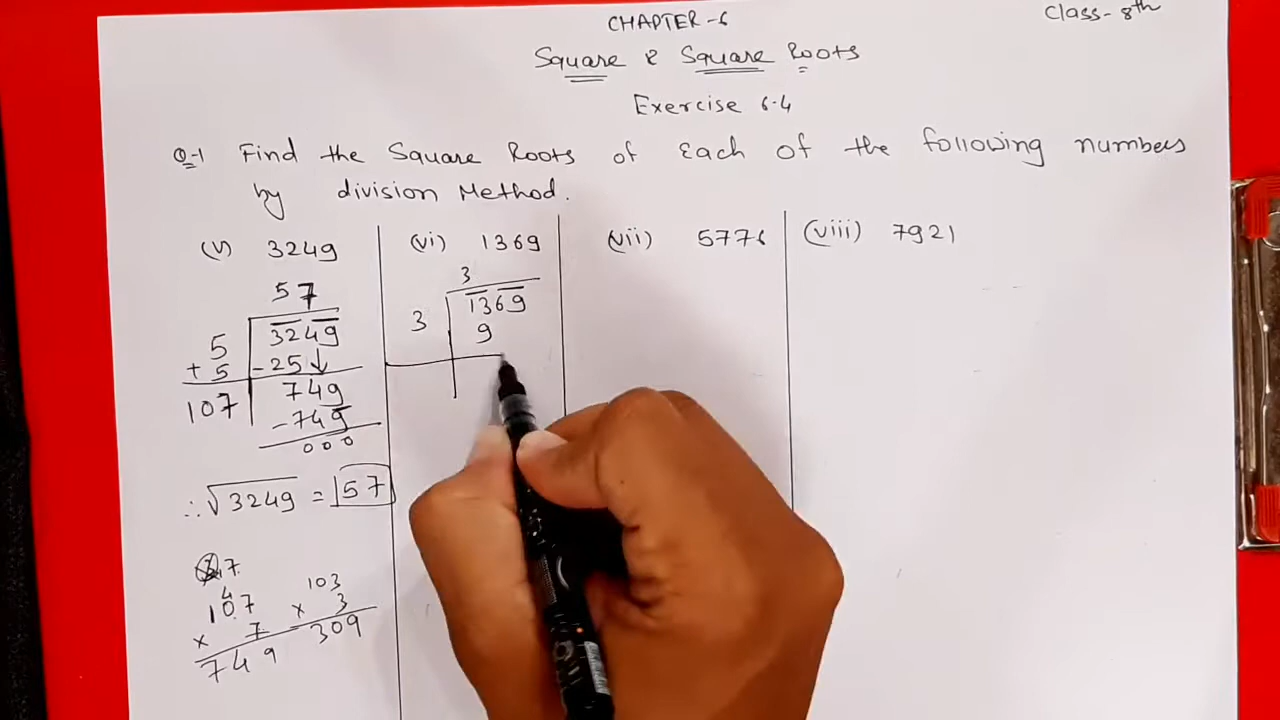 CHAPTER-6
Class-8th
Square & Square Roots
Exercise 6.4
Q-1 Find the Square Roots of Each of the following numbers
by division Method.
(v) 3249
57
5 3249
+5 -25↓
107 749
-749
000
∴√3249 = 57
7
4
107
× 7
749
103
× 3
309
(vi) 1369
3
3 1369
9
(vii) 5776
(viii) 7921